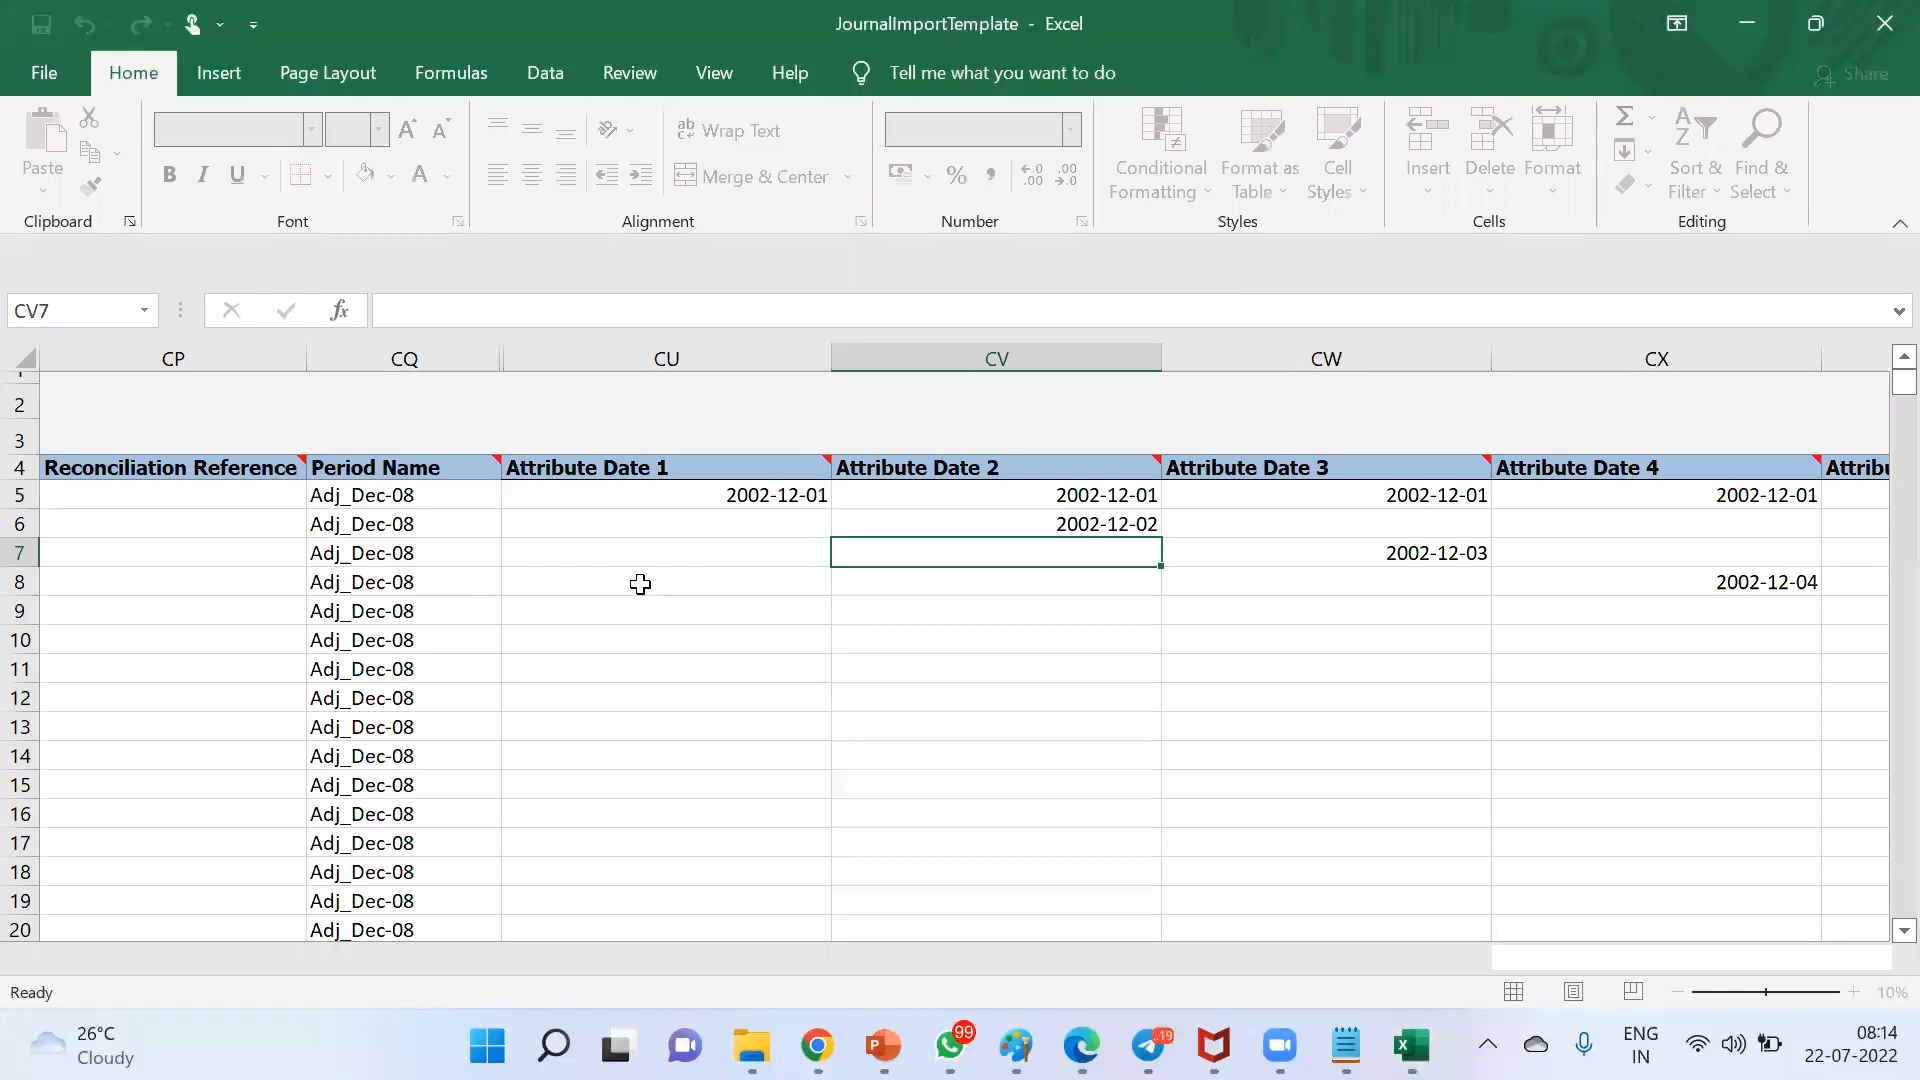 JournalImportTemplate - Excel
File Home Insert Page Layout Formulas Data Review View Help Tell me what you want to do Share
Paste
Wrap Text
Merge & Center
Conditional Formatting
Format as Table
Cell Styles
Insert Delete Format
Sort & Filter
Find & Select
Clipboard Font Alignment Number Styles Cells Editing
CV7
CP CQ CU CV CW CX
2
3
4 Reconciliation Reference Period Name Attribute Date 1 Attribute Date 2 Attribute Date 3 Attribute Date 4 Attribu
5 Adj_Dec-08 2002-12-01 2002-12-01 2002-12-01 2002-12-01
6 Adj_Dec-08 2002-12-02
7 Adj_Dec-08 2002-12-03
8 Adj_Dec-08 2002-12-04
9 Adj_Dec-08
10 Adj_Dec-08
11 Adj_Dec-08
12 Adj_Dec-08
13 Adj_Dec-08
14 Adj_Dec-08
15 Adj_Dec-08
16 Adj_Dec-08
17 Adj_Dec-08
18 Adj_Dec-08
19 Adj_Dec-08
20 Adj_Dec-08
Ready 10%
26°C
Cloudy
99
19
ENG
IN
08:14
22-07-2022